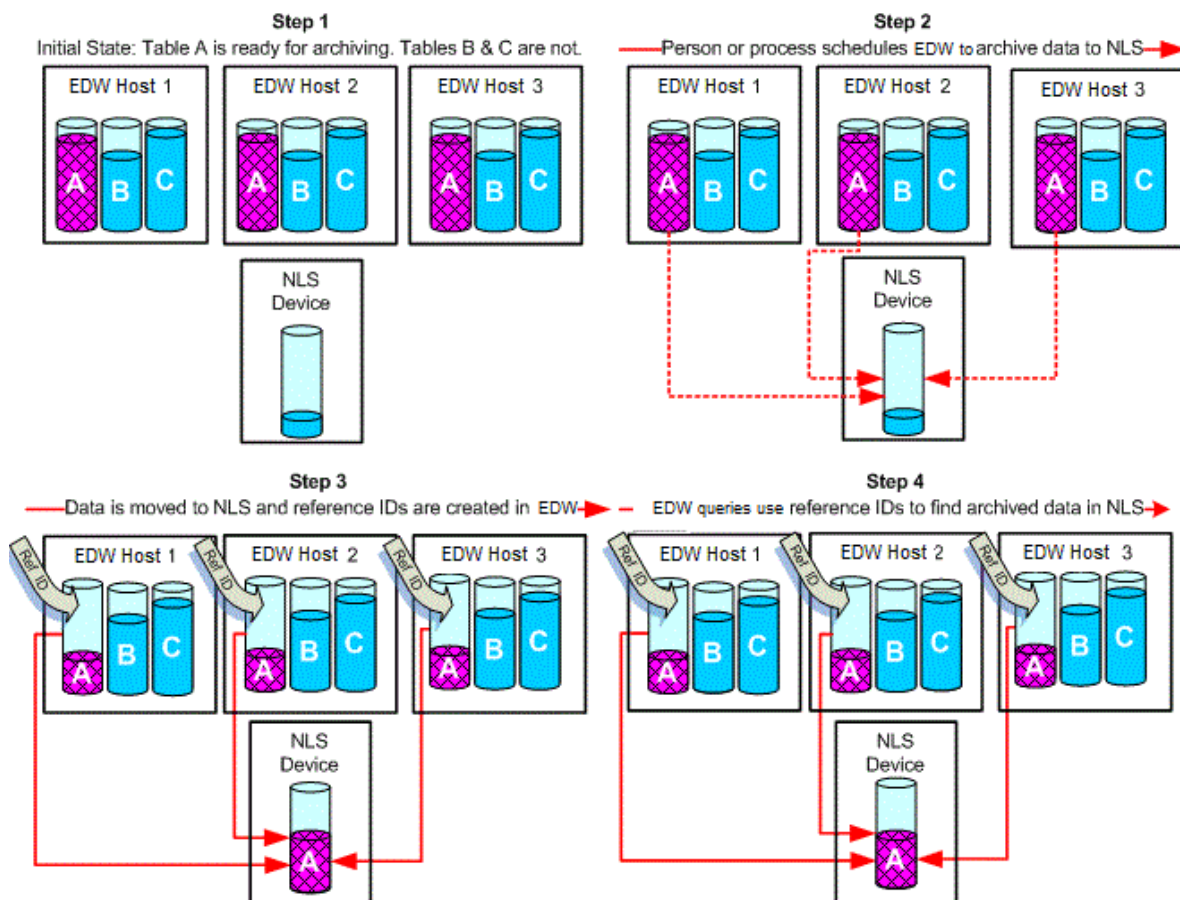 Step 1
Initial State: Table A is ready for archiving. Tables B & C are not.
EDW Host 1
EDW Host 2
EDW Host 3
A
B
C
A
B
C
A
B
C
NLS
Device
Step 2
Person or process schedules EDW to archive data to NLS
EDW Host 1
EDW Host 2
EDW Host 3
A
B
C
A
B
C
A
B
C
NLS
Device
Step 3
Data is moved to NLS and reference IDs are created in EDW
EDW Host 1
EDW Host 2
EDW Host 3
Ref ID
Ref ID
Ref ID
A
B
C
A
B
C
A
B
C
NLS
Device
A
Step 4
EDW queries use reference IDs to find archived data in NLS
EDW Host 1
EDW Host 2
EDW Host 3
Ref ID
Ref ID
Ref ID
A
B
C
A
B
C
A
B
C
NLS
Device
A